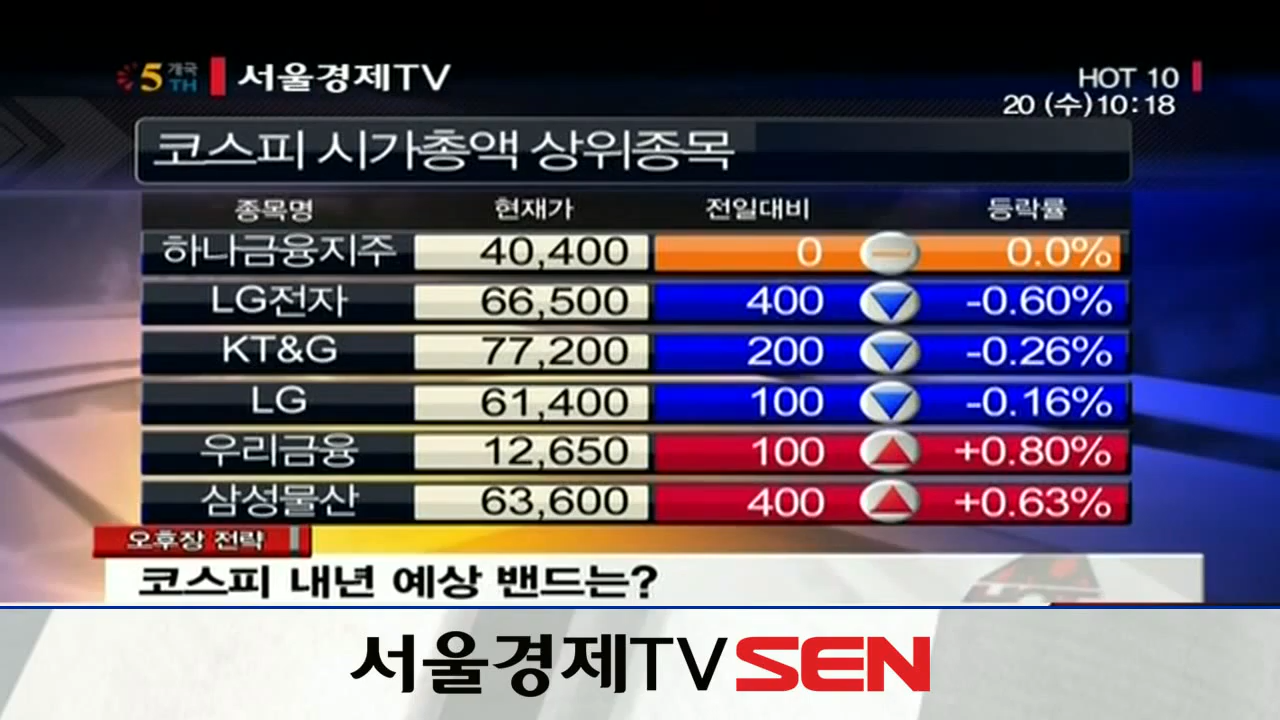 5 개국 TH 서울경제TV
HOT 10
20 (수) 10:18
코스피 시가총액 상위종목
종목명 현재가 전일대비 등락률
하나금융지주 40,400 0 0.0%
LG전자 66,500 400 -0.60%
KT&G 77,200 200 -0.26%
LG 61,400 100 -0.16%
우리금융 12,650 100 +0.80%
삼성물산 63,600 400 +0.63%
오후장 전략
코스피 내년 예상 밴드는?
서울경제TV SEN